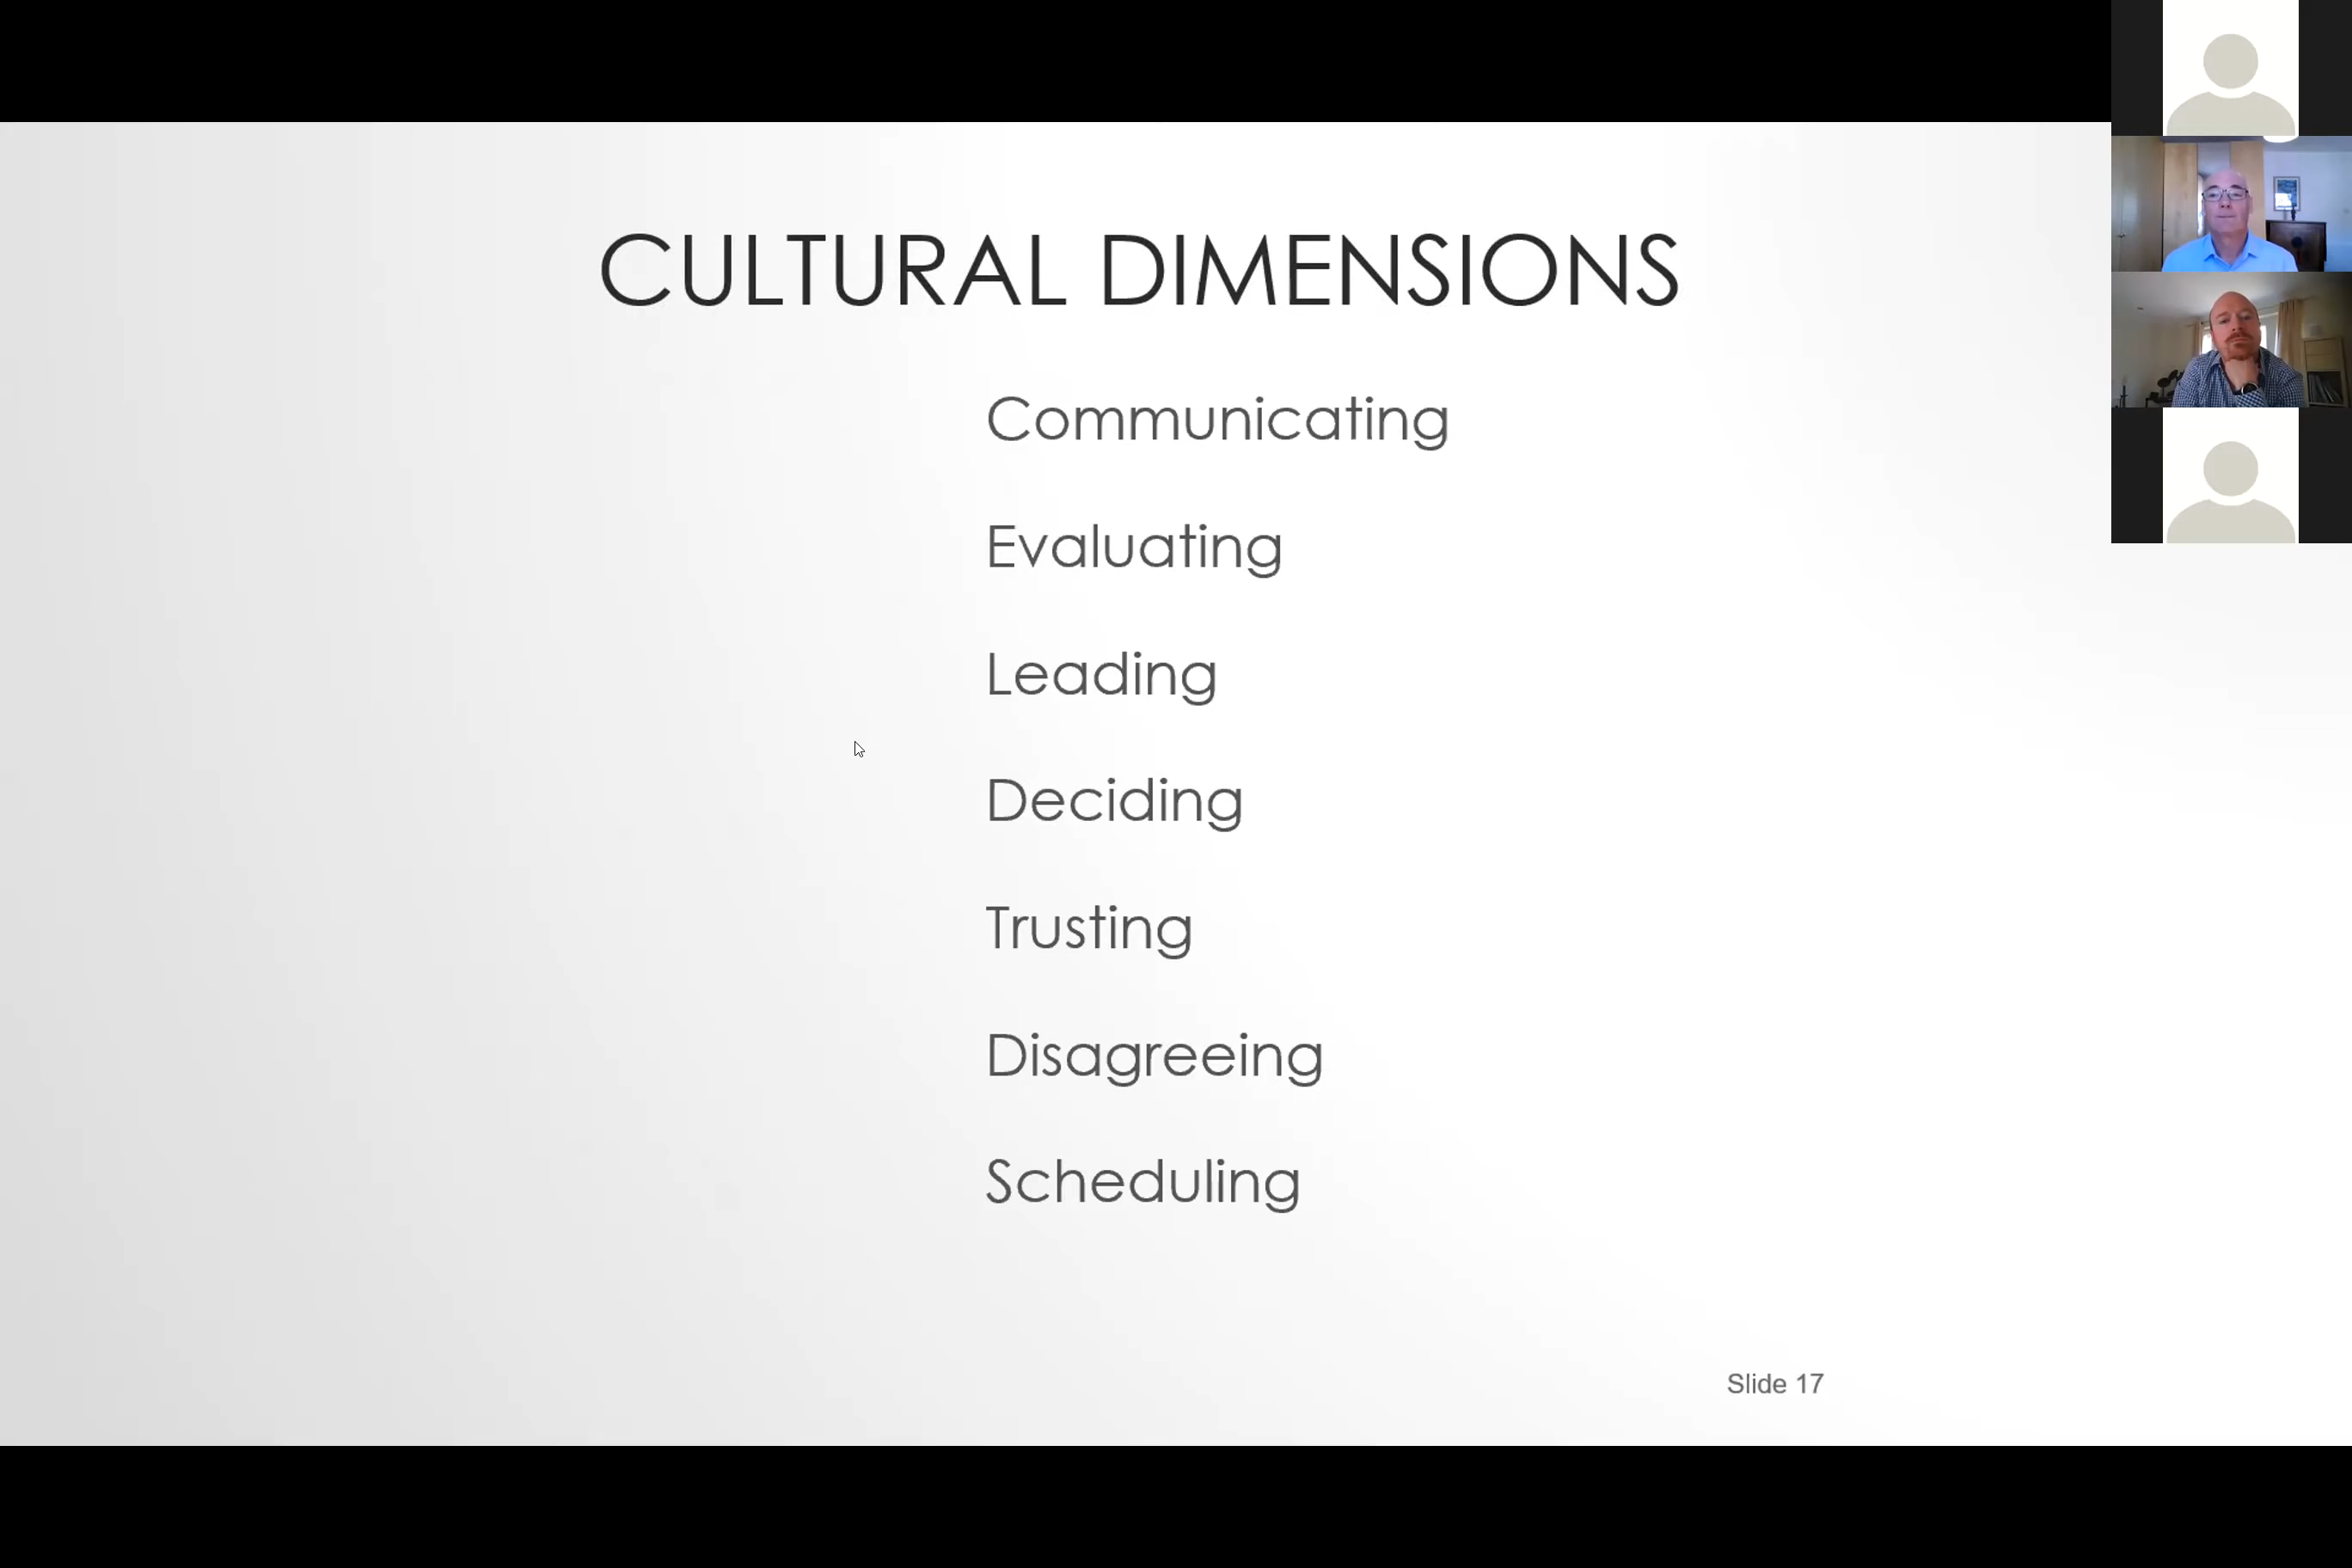 CULTURAL DIMENSIONS
Communicating
Evaluating
Leading
Deciding
Trusting
Disagreeing
Scheduling
Slide 17